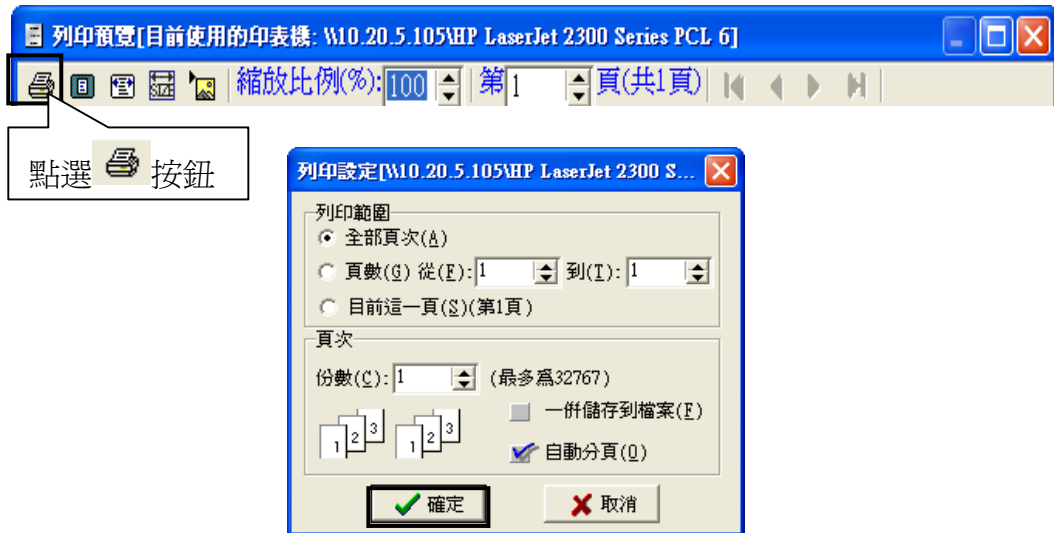 列印預覽[目前使用的印表機: \\10.20.5.105\HP LaserJet 2300 Series PCL 6]
縮放比例(%):100 第1 頁(共1頁)
點選 按鈕
列印設定[\\10.20.5.105\HP LaserJet 2300 S...
列印範圍
全部頁次(A)
頁數(G) 從(F):1 到(T):1
目前這一頁(S)(第1頁)
頁次
份數(C):1 (最多為32767)
一併儲存到檔案(F)
1 2 3 1 2 3
自動分頁(O)
確定 取消